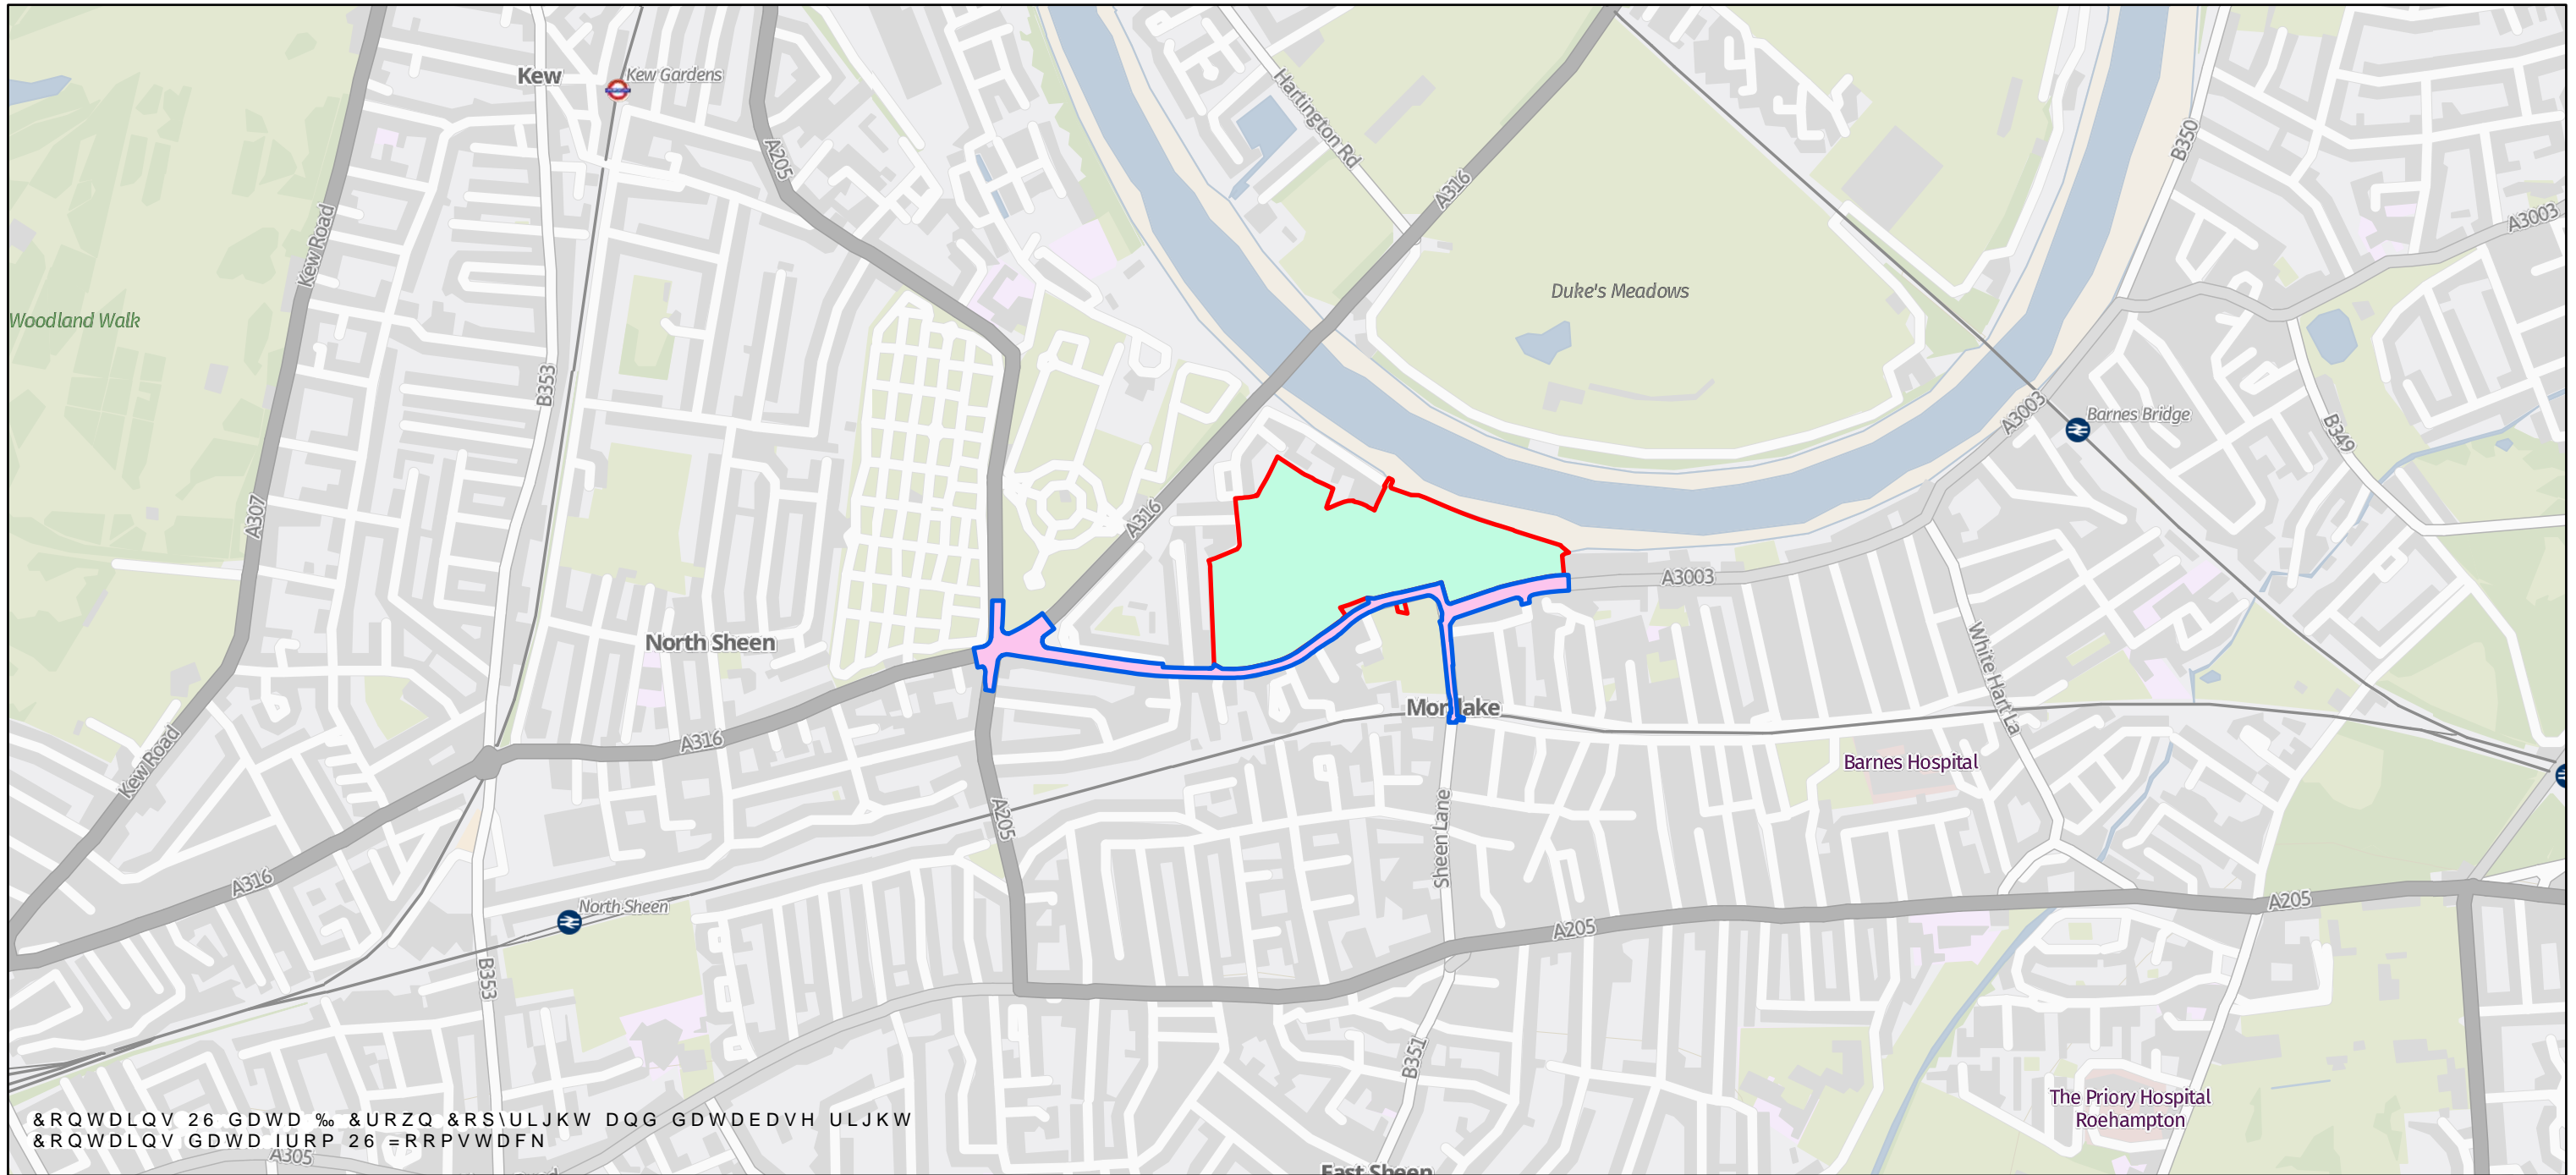 Kew
Kew Gardens
A205
Hartington Rd
A316
B350
A3003
Kew Road
Woodland Walk
Duke's Meadows
B353
A3003
Barnes Bridge
B349
A307
A316
A3003
North Sheen
White Hart La
Kew Road
A316
Barnes Hospital
A205
Sheen Lane
A316
North Sheen
A205
A205
B353
B351
The Priory Hospital
Roehampton
&RQWDLQV 26 GDWD ‰ &URZQ &RS\ULJKW DQG GDWDEDVH ULJKW
&RQWDLQV GDWD IURP 26 =RRPVWDFN
A305
East Sheen